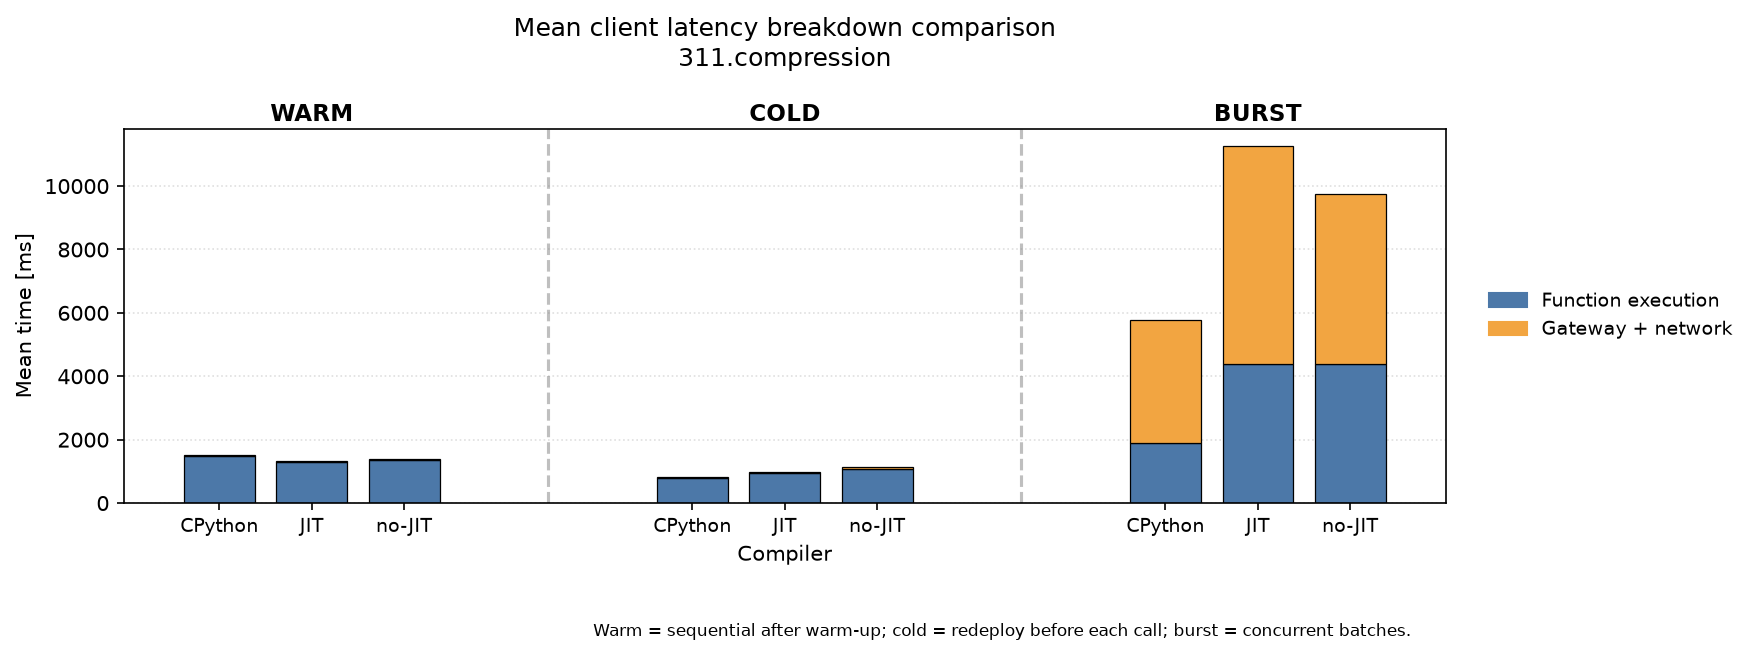 Mean client latency breakdown comparison
311.compression
WARM
COLD
BURST
Mean time [ms]
10000
8000
6000
4000
2000
0
CPython
JIT
no-JIT
CPython
JIT
no-JIT
CPython
JIT
no-JIT
Compiler
Function execution
Gateway + network
Warm = sequential after warm-up; cold = redeploy before each call; burst = concurrent batches.